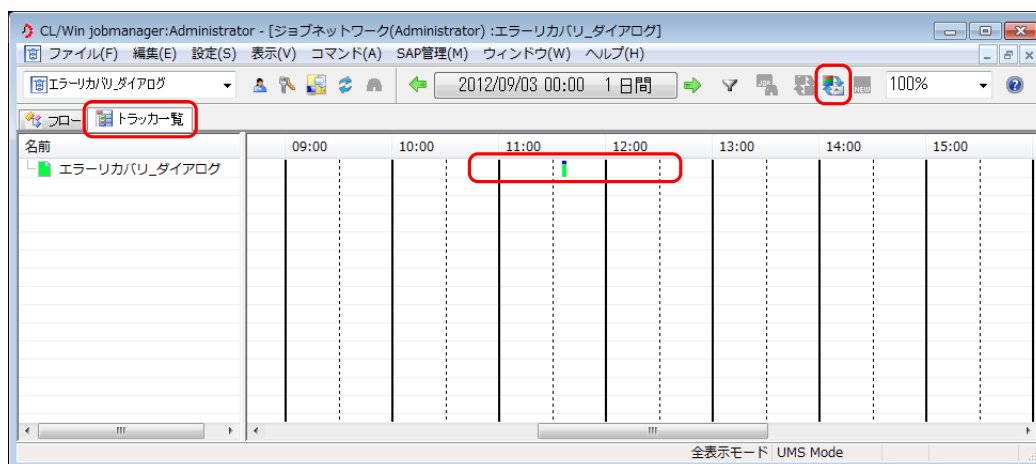 CL/Win jobmanager:Administrator - [ジョブネットワーク(Administrator) :エラーリカバリ_ダイアログ]
ファイル(F) 編集(E) 設定(S) 表示(V) コマンド(A) SAP管理(M) ウィンドウ(W) ヘルプ(H)
エラーリカバリ_ダイアログ 2012/09/03 00:00 1 日間 JOB NEW 100%
フロー トラッカ一覧
名前 09:00 10:00 11:00 12:00 13:00 14:00 15:00
エラーリカバリ_ダイアログ
全表示モード UMS Mode